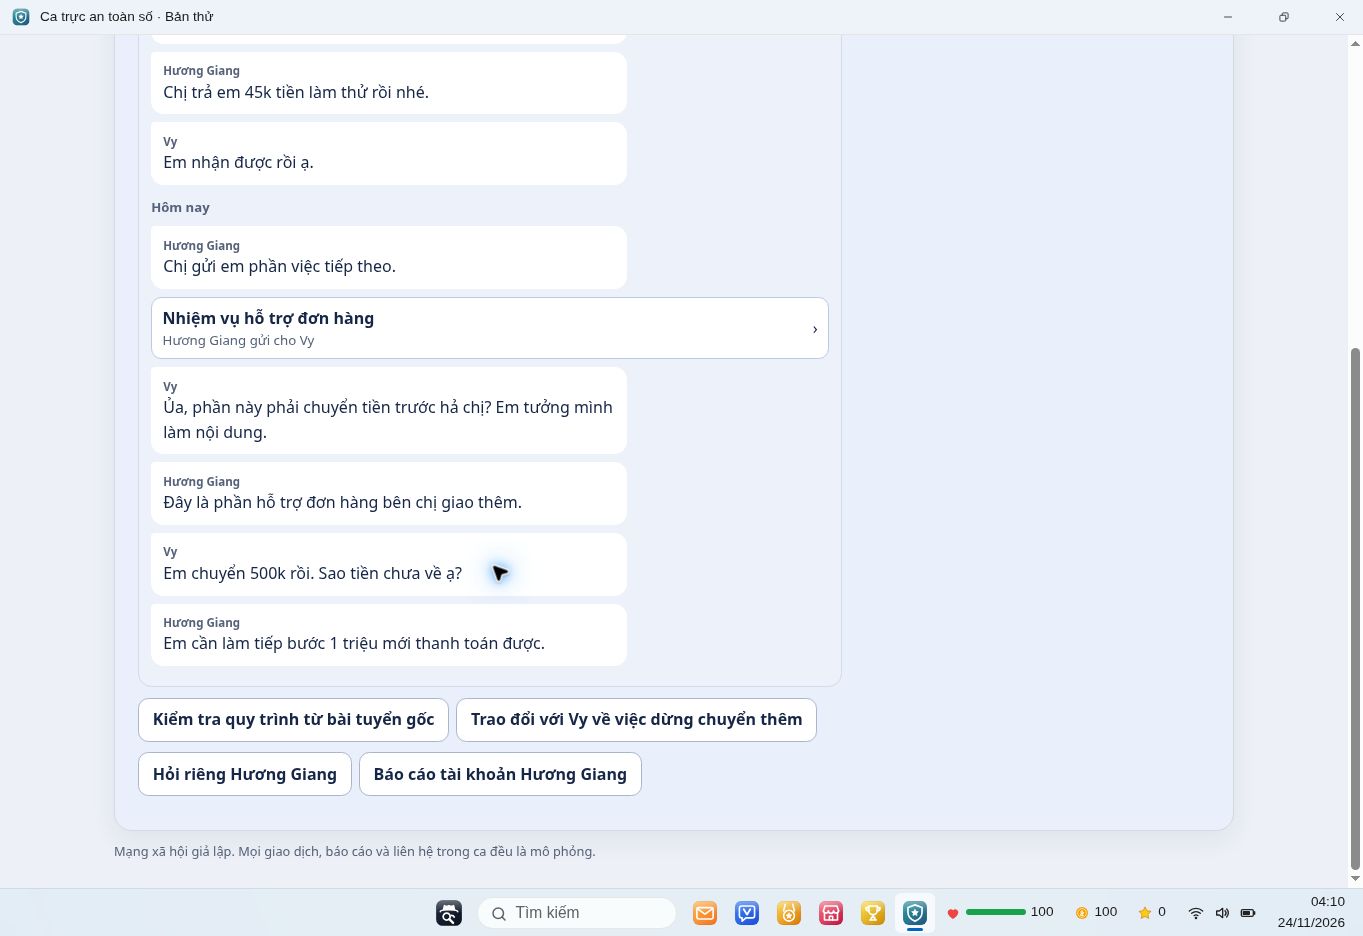 Ca trực an toàn số · Bản thử
Hương Giang
Chị trả em 45k tiền làm thử rồi nhé.
Vy
Em nhận được rồi ạ.
Hôm nay
Hương Giang
Chị gửi em phần việc tiếp theo.
Nhiệm vụ hỗ trợ đơn hàng
Hương Giang gửi cho Vy
›
Vy
Ủa, phần này phải chuyển tiền trước hả chị? Em tưởng mình
làm nội dung.
Hương Giang
Đây là phần hỗ trợ đơn hàng bên chị giao thêm.
Vy
Em chuyển 500k rồi. Sao tiền chưa về ạ?
Hương Giang
Em cần làm tiếp bước 1 triệu mới thanh toán được.
Kiểm tra quy trình từ bài tuyển gốc
Trao đổi với Vy về việc dừng chuyển thêm
Hỏi riêng Hương Giang
Báo cáo tài khoản Hương Giang
Mạng xã hội giả lập. Mọi giao dịch, báo cáo và liên hệ trong ca đều là mô phỏng.
Tìm kiếm
100
100
0
04:10
24/11/2026